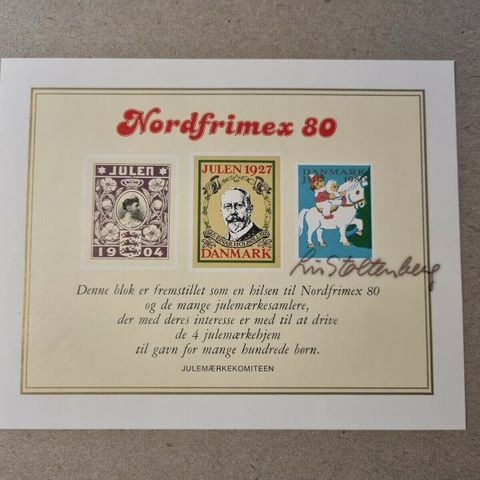 Nordfrimex 80
JULEN
1904
JULEN 1927
DANMARK
DANMARK
Denne blok er fremstillet som en hilsen til Nordfrimex 80
og de mange julemærkesamlere,
der med deres interesse er med til at drive
de 4 julemærkehjem
til gavn for mange hundrede børn.
JULEMÆRKEKOMITEEN